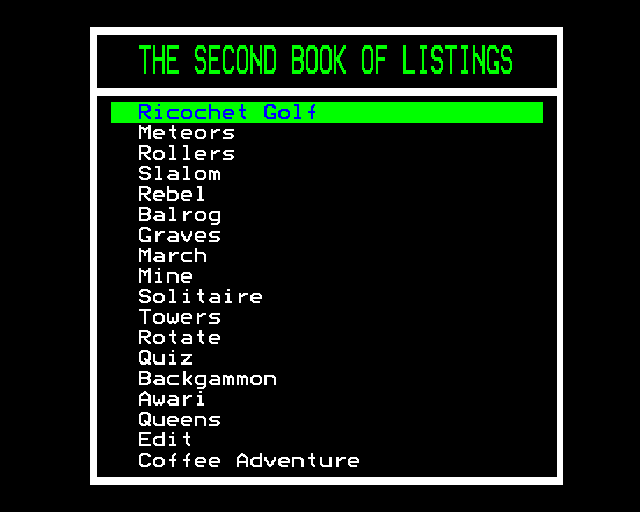 THE SECOND BOOK OF LISTINGS
Ricochet Golf
Meteors
Rollers
Slalom
Rebel
Balrog
Graves
March
Mine
Solitaire
Towers
Rotate
Quiz
Backgammon
Awari
Queens
Edit
Coffee Adventure